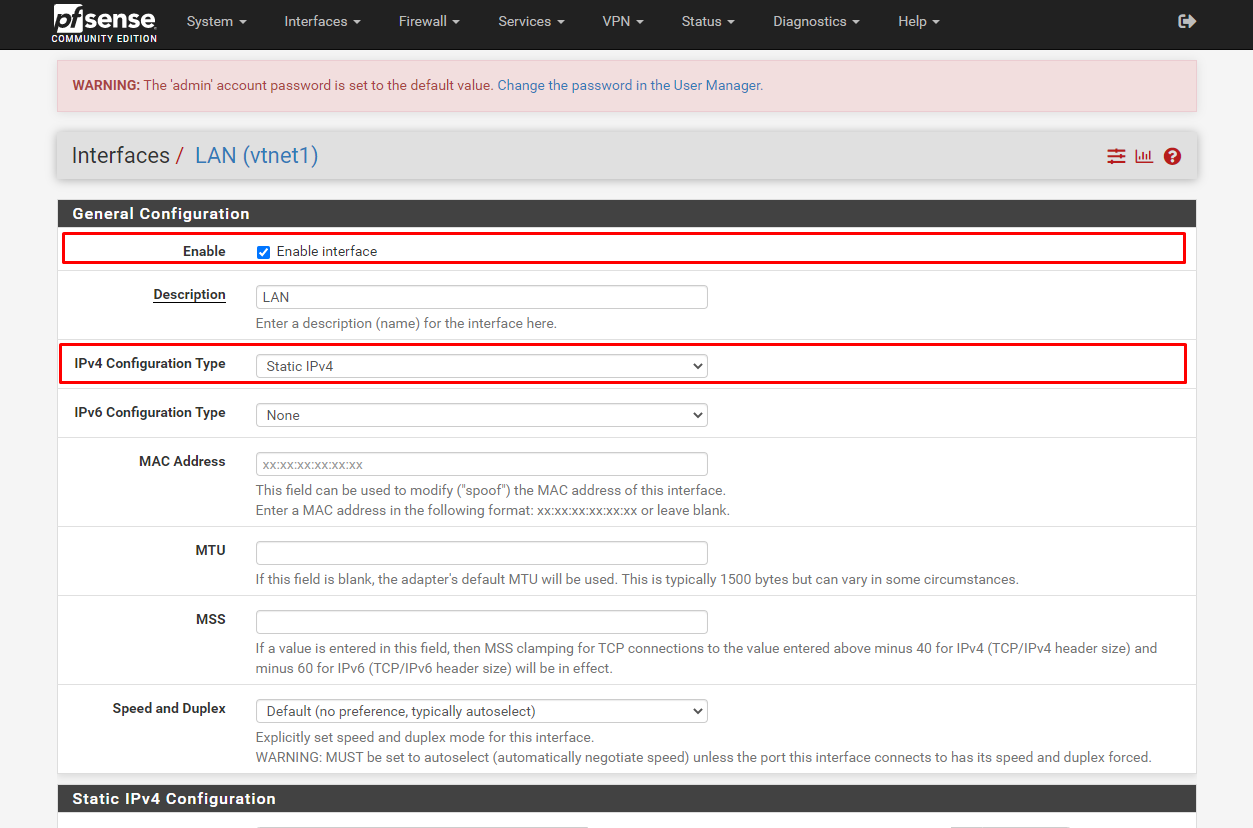 pfsense
COMMUNITY EDITION
System Interfaces Firewall Services VPN Status Diagnostics Help
WARNING: The 'admin' account password is set to the default value. Change the password in the User Manager.
Interfaces / LAN (vtnet1)
General Configuration
Enable Enable interface
Description LAN
Enter a description (name) for the interface here.
IPv4 Configuration Type Static IPv4
IPv6 Configuration Type None
MAC Address xx:xx:xx:xx:xx:xx
This field can be used to modify ("spoof") the MAC address of this interface.
Enter a MAC address in the following format: xx:xx:xx:xx:xx:xx or leave blank.
MTU
If this field is blank, the adapter's default MTU will be used. This is typically 1500 bytes but can vary in some circumstances.
MSS
If a value is entered in this field, then MSS clamping for TCP connections to the value entered above minus 40 for IPv4 (TCP/IPv4 header size) and
minus 60 for IPv6 (TCP/IPv6 header size) will be in effect.
Speed and Duplex Default (no preference, typically autoselect)
Explicitly set speed and duplex mode for this interface.
WARNING: MUST be set to autoselect (automatically negotiate speed) unless the port this interface connects to has its speed and duplex forced.
Static IPv4 Configuration